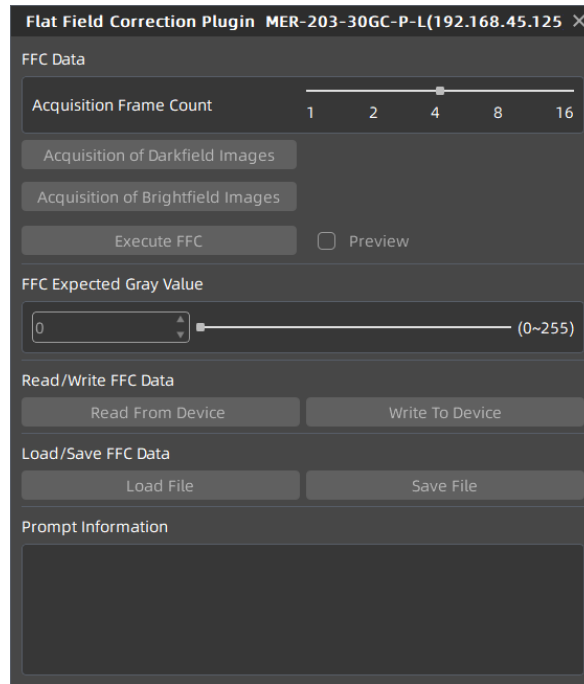 Flat Field Correction Plugin MER-203-30GC-P-L(192.168.45.125
FFC Data
Acquisition Frame Count
1 2 4 8 16
Acquisition of Darkfield Images
Acquisition of Brightfield Images
Execute FFC Preview
FFC Expected Gray Value
0 (0~255)
Read/Write FFC Data
Read From Device Write To Device
Load/Save FFC Data
Load File Save File
Prompt Information